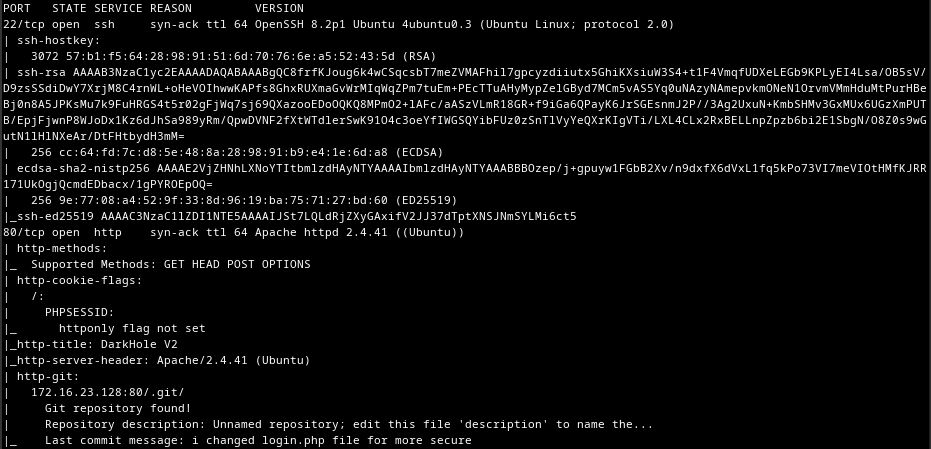 PORT   STATE SERVICE REASON         VERSION
22/tcp open  ssh     syn-ack ttl 64 OpenSSH 8.2p1 Ubuntu 4ubuntu0.3 (Ubuntu Linux; protocol 2.0)
| ssh-hostkey:
|   3072 57:b1:f5:64:28:98:91:51:6d:70:76:6e:a5:52:43:5d (RSA)
| ssh-rsa AAAAB3NzaC1yc2EAAAADAQABAAABgQC8frfKJoug6k4wCSqcsbT7meZVMAFhil7gpcyzdiiutx5GhiKXsiuW3S4+t1F4VmqfUDXeLEGb9KPLyEI4Lsa/OB5sV/
D9zsSSdiDwY7XrjM8C4rnWL+oHeVOIhwwKAPfs8GhxRUXmaGvWrMIqWqZPm7tuEm+PEcTTuAHyMypZelGByd7MCm5vAS5Yq0uNAzyNAmepvkmONeN1OrvmVMmHduMtPurHBe
Bj0n8A5JPKsMu7k9FuHRGS4t5r02gFjWq7sj69QXazooEDoOQKQ8MPmO2+lAFc/aASzVLmR18GR+f9iGa6QPayK6JrSGEsnmJ2P//3Ag2UxuN+KmbSHMv3GxMUx6UGzXmPUT
B/EpjFjwnP8WJoDx1Kz6dJhSa989yRm/QpwDVNF2fXtWTdlerSwK91O4c3oeYfIWGSQYibFUz0zSnTlVyYeQXrKIgVTi/LXL4CLx2RxBELLnpZpzb6bi2E1SbgN/O8Z0s9wG
utN1lHlNXeAr/DtFHtbydH3mM=
|   256 cc:64:fd:7c:d8:5e:48:8a:28:98:91:b9:e4:1e:6d:a8 (ECDSA)
| ecdsa-sha2-nistp256 AAAAE2VjZHNhLXNoYTItbmlzdHAyNTYAAAAIbmlzdHAyNTYAAABBBOzep/j+gpuyw1FGbB2Xv/n9dxfX6dVxL1fq5kPo73VI7meVIOtHMfKJRR
171UkOgjQcmdEDbacx/1gPYROEpOQ=
|   256 9e:77:08:a4:52:9f:33:8d:96:19:ba:75:71:27:bd:60 (ED25519)
|_ssh-ed25519 AAAAC3NzaC1lZDI1NTE5AAAAIJSt7LQLdRjZXyGAxifV2JJ37dTptXNSJNmSYLMi6ct5
80/tcp open  http    syn-ack ttl 64 Apache httpd 2.4.41 ((Ubuntu))
| http-methods:
|_  Supported Methods: GET HEAD POST OPTIONS
| http-cookie-flags:
|   /:
|     PHPSESSID:
|_      httponly flag not set
|_http-title: DarkHole V2
|_http-server-header: Apache/2.4.41 (Ubuntu)
| http-git:
|   172.16.23.128:80/.git/
|     Git repository found!
|     Repository description: Unnamed repository; edit this file 'description' to name the...
|_    Last commit message: i changed login.php file for more secure